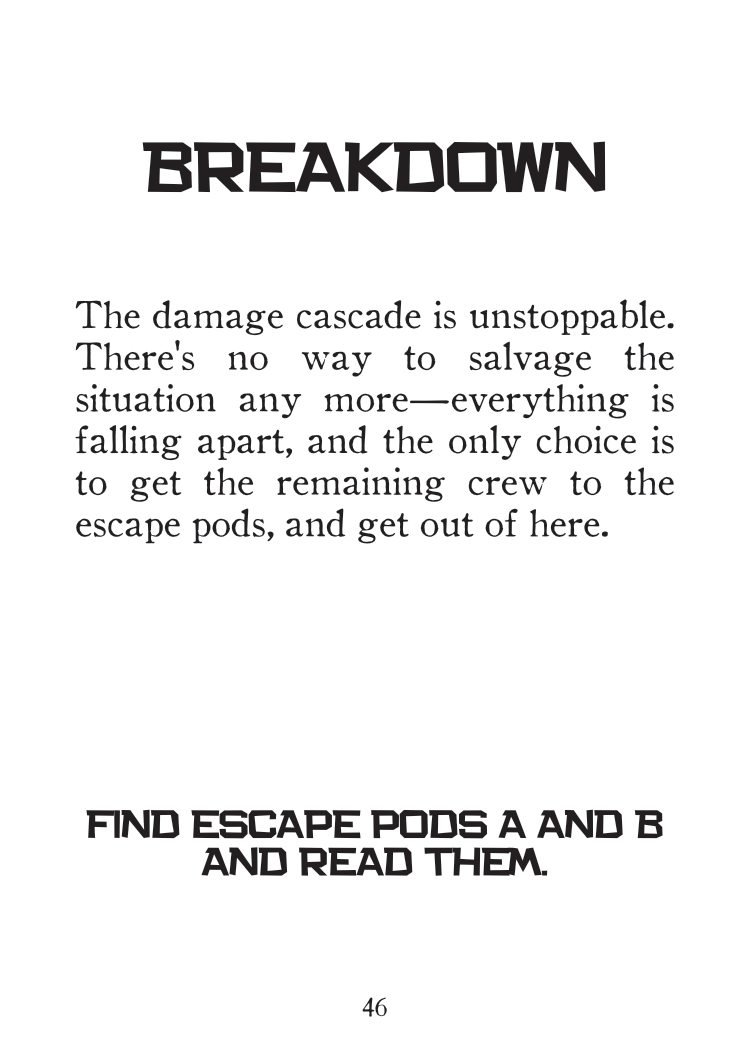 BREAKDOWN
The damage cascade is unstoppable.
There's no way to salvage the
situation any more—everything is
falling apart, and the only choice is
to get the remaining crew to the
escape pods, and get out of here.
FIND ESCAPE PODS A AND B
AND READ THEM.
46